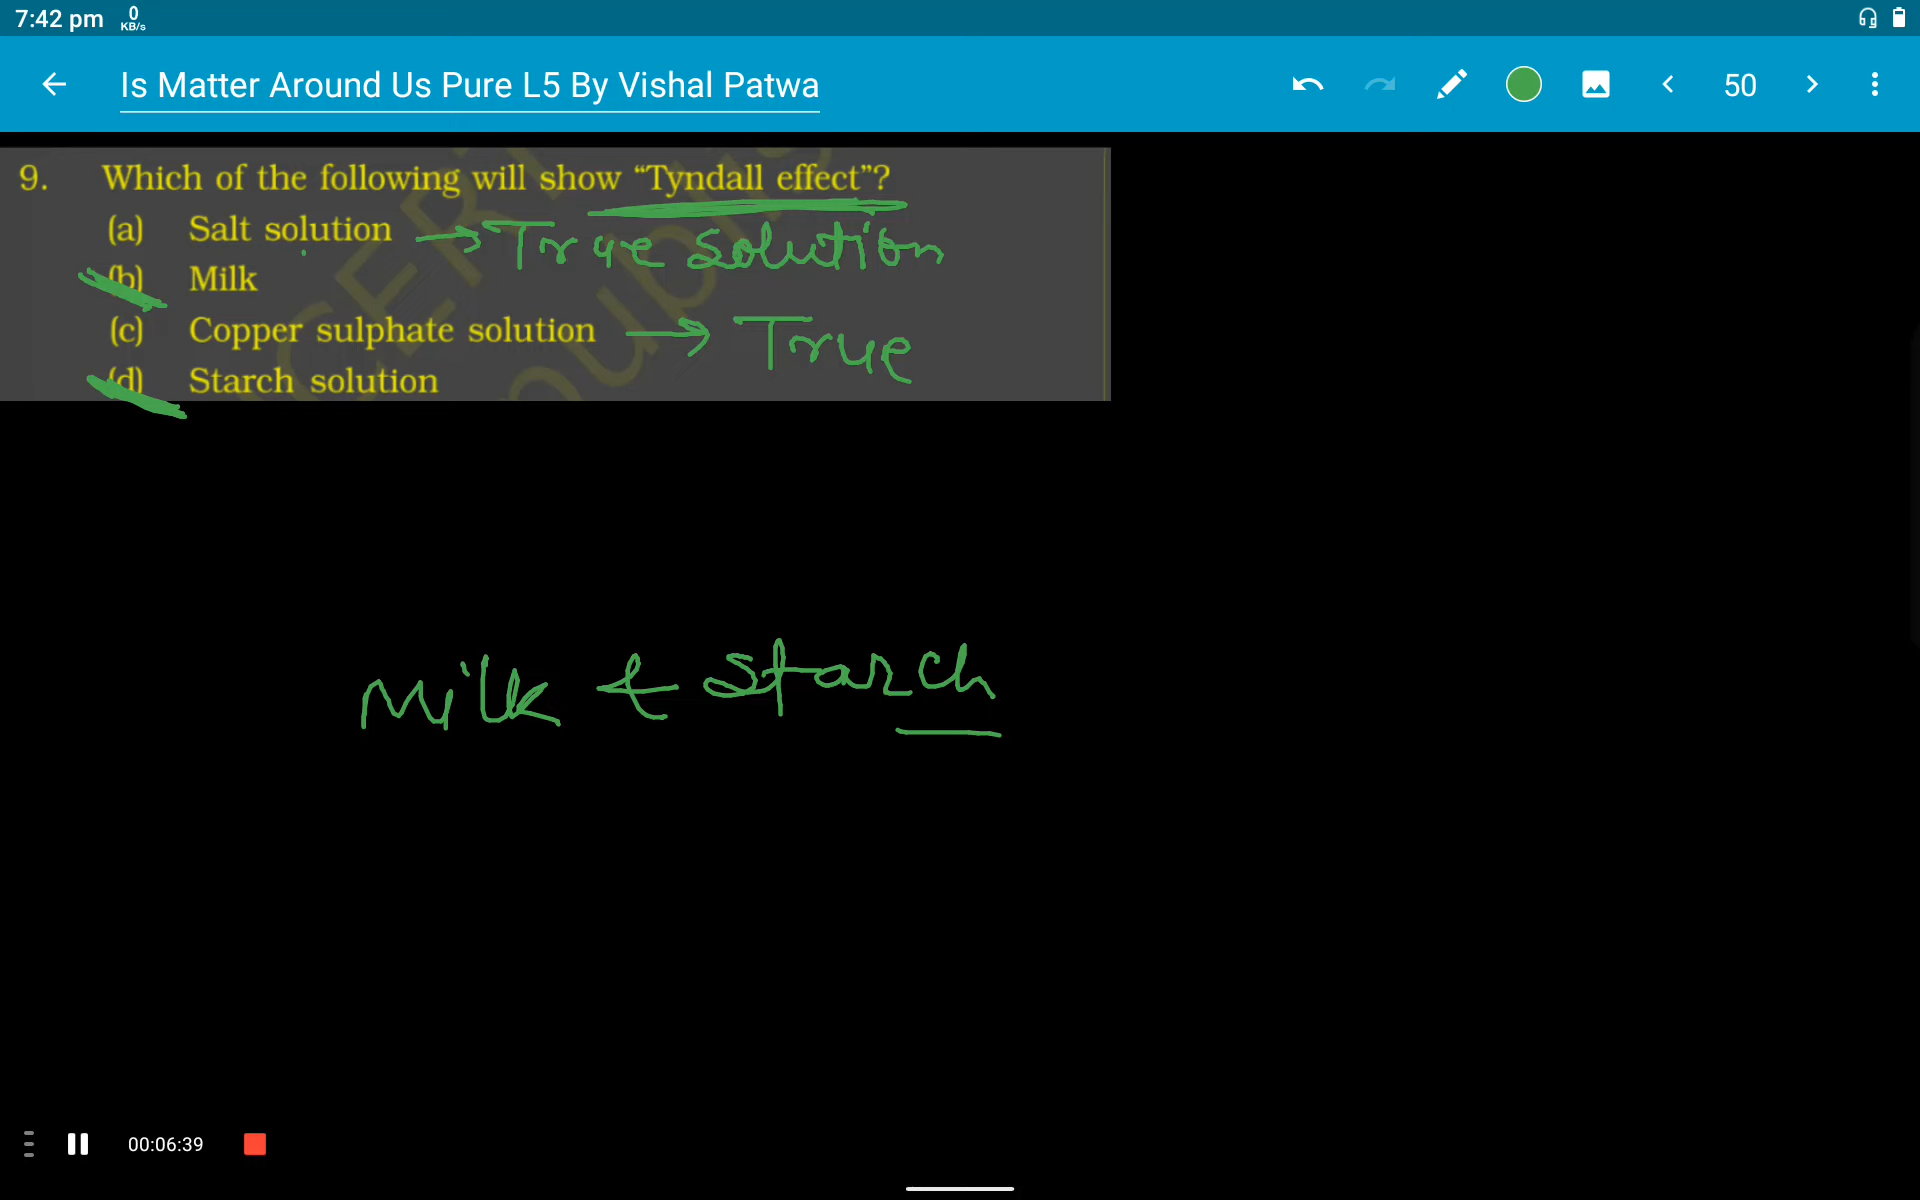 7:42 pm 0 KB/s
Is Matter Around Us Pure L5 By Vishal Patwa 50
9. Which of the following will show “Tyndall effect”?
(a) Salt solution → True solution
(b) Milk
(c) Copper sulphate solution → True
(d) Starch solution
Milk & starch
00:06:39